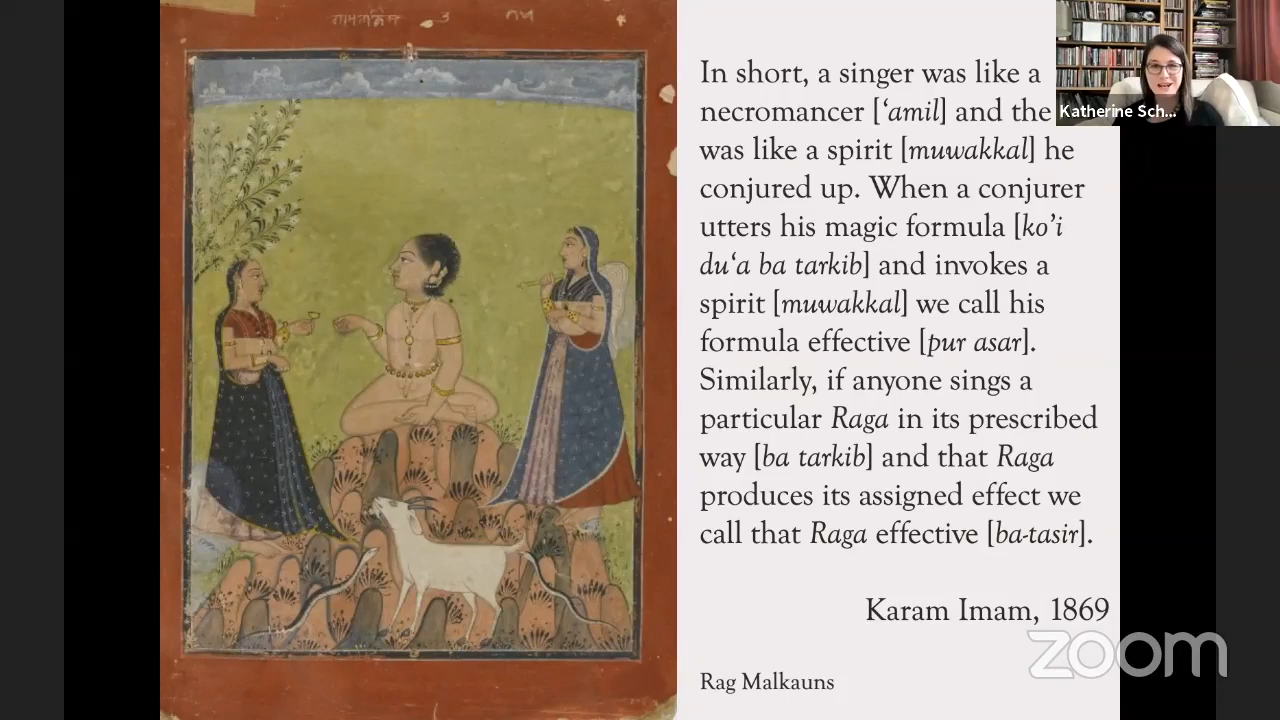 In short, a singer was like a
necromancer [‘amil] and the
was like a spirit [muwakkal] he
conjured up. When a conjurer
utters his magic formula [ko’i
du‘a ba tarkib] and invokes a
spirit [muwakkal] we call his
formula effective [pur asar].
Similarly, if anyone sings a
particular Raga in its prescribed
way [ba tarkib] and that Raga
produces its assigned effect we
call that Raga effective [ba-tasir].
Karam Imam, 1869
Rag Malkauns
Katherine Sch...
zoom